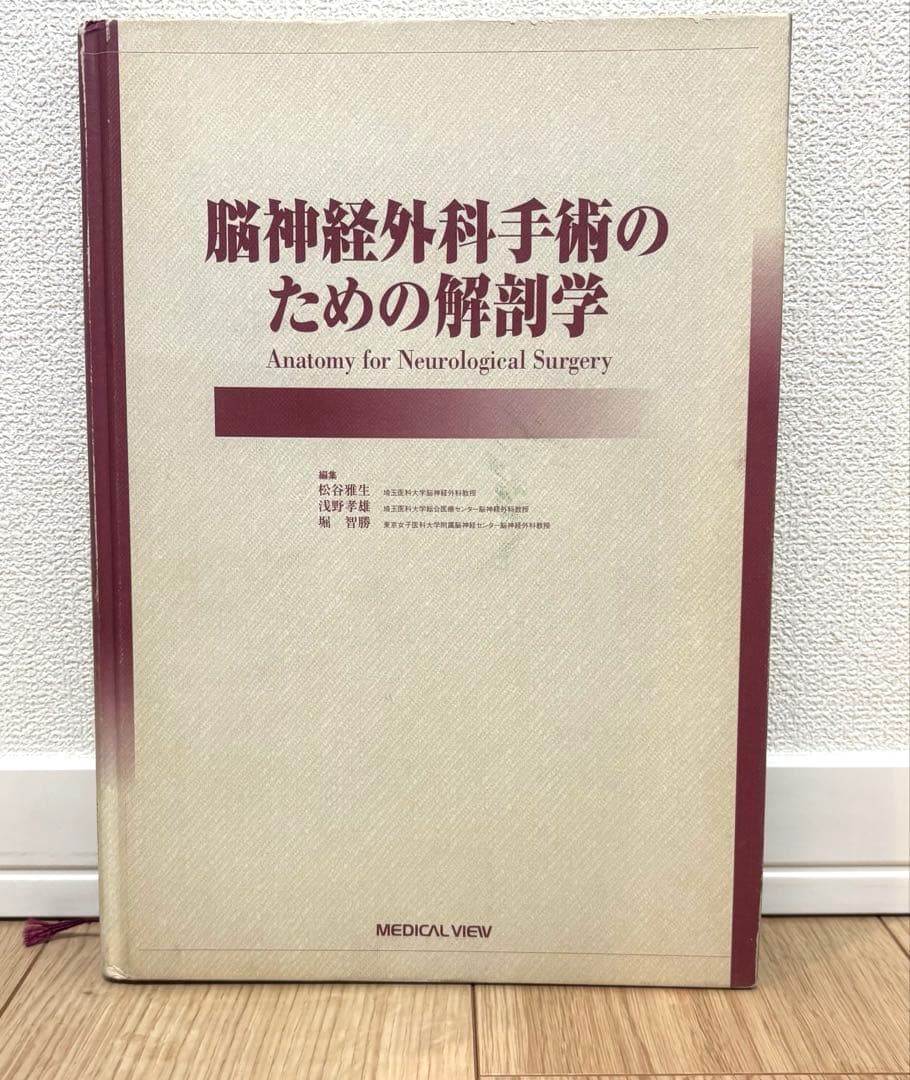 脳神経外科手術の
ための解剖学
Anatomy for Neurological Surgery
編集
松谷雅生 埼玉医科大学脳神経外科教授
浅野孝雄 埼玉医科大学総合医療センター脳神経外科教授
堀 智勝 東京女子医科大学附属脳神経センター脳神経外科教授
MEDICAL VIEW